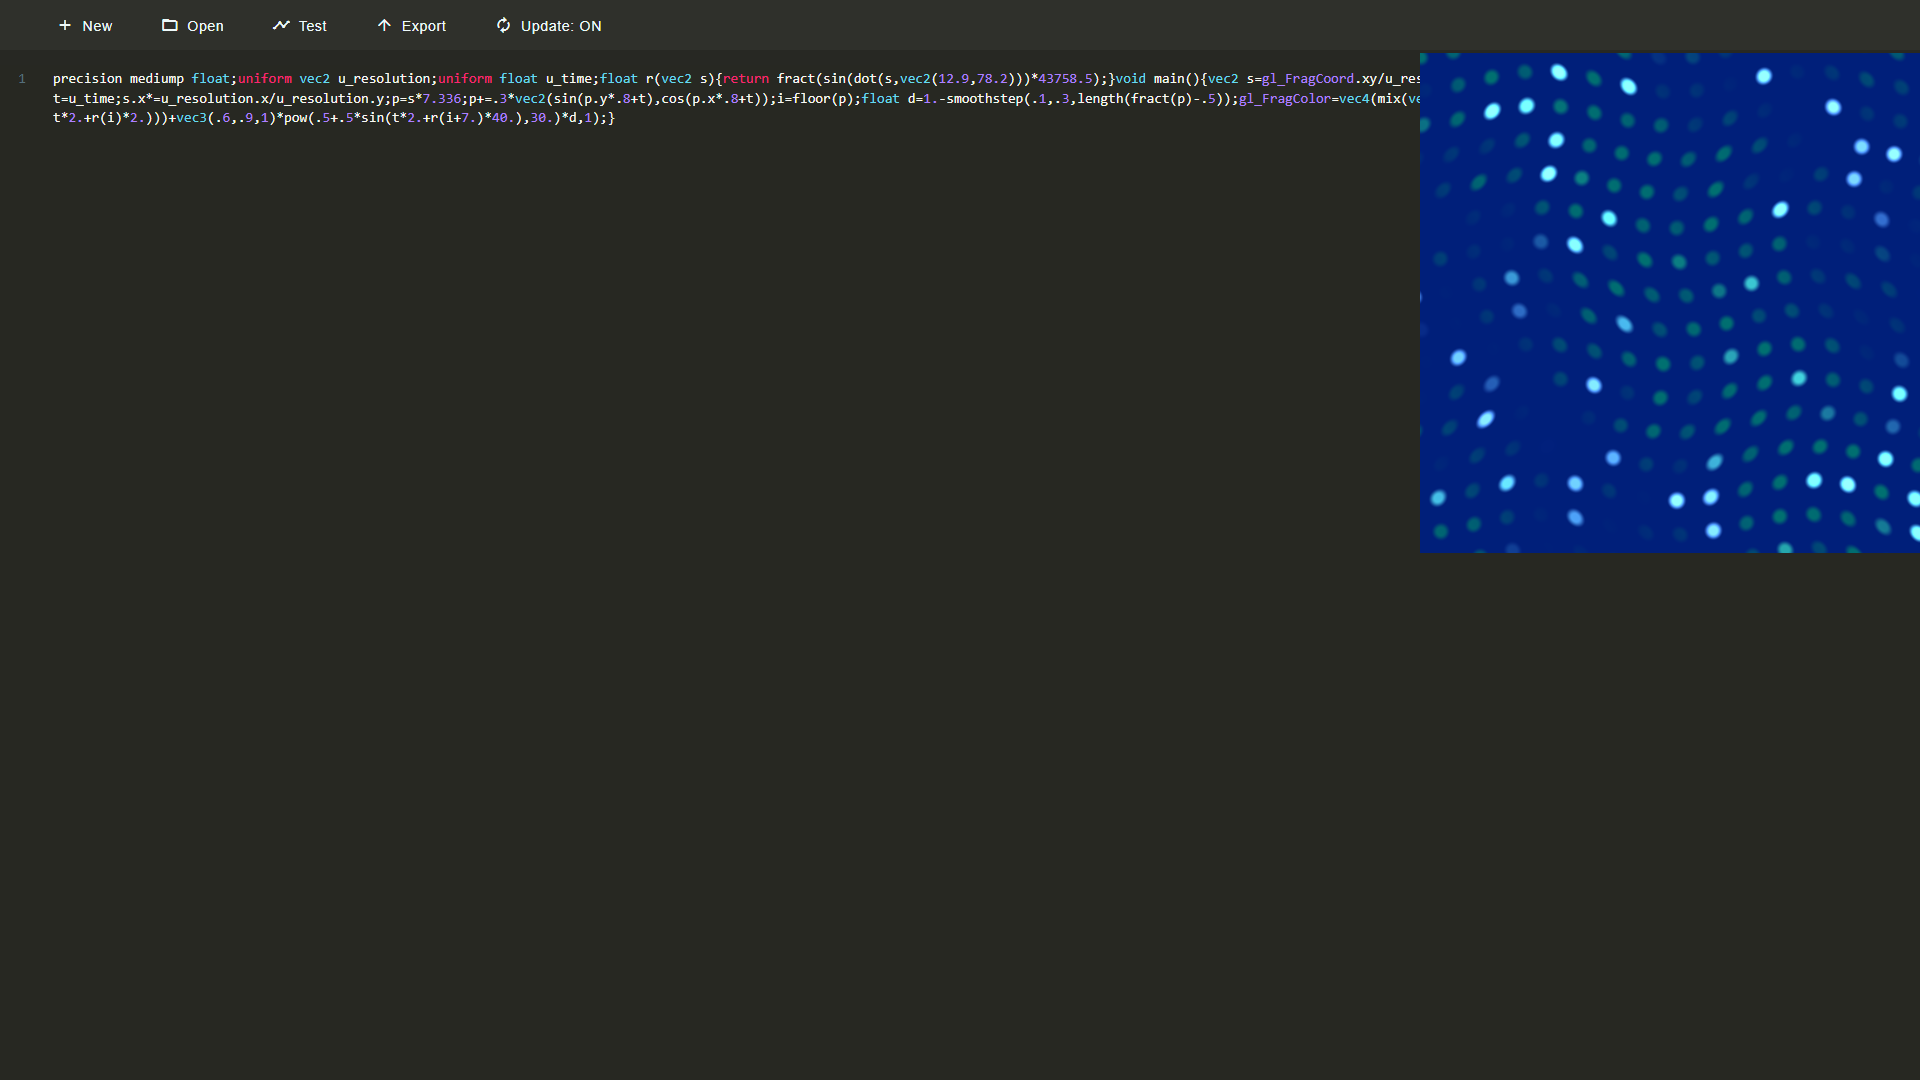 New Open Test Export Update: ON
1 precision mediump float;uniform vec2 u_resolution;uniform float u_time;float r(vec2 s){return fract(sin(dot(s,vec2(12.9,78.2)))*43758.5);}void main(){vec2 s=gl_FragCoord.xy/u_res
t=u_time;s.x*=u_resolution.x/u_resolution.y;p=s*7.336;p+=.3*vec2(sin(p.y*.8+t),cos(p.x*.8+t));i=floor(p);float d=1.-smoothstep(.1,.3,length(fract(p)-.5));gl_FragColor=vec4(mix(ve
t*2.+r(i)*2.)))+vec3(.6,.9,1)*pow(.5+.5*sin(t*2.+r(i+7.)*40.),30.)*d,1);}